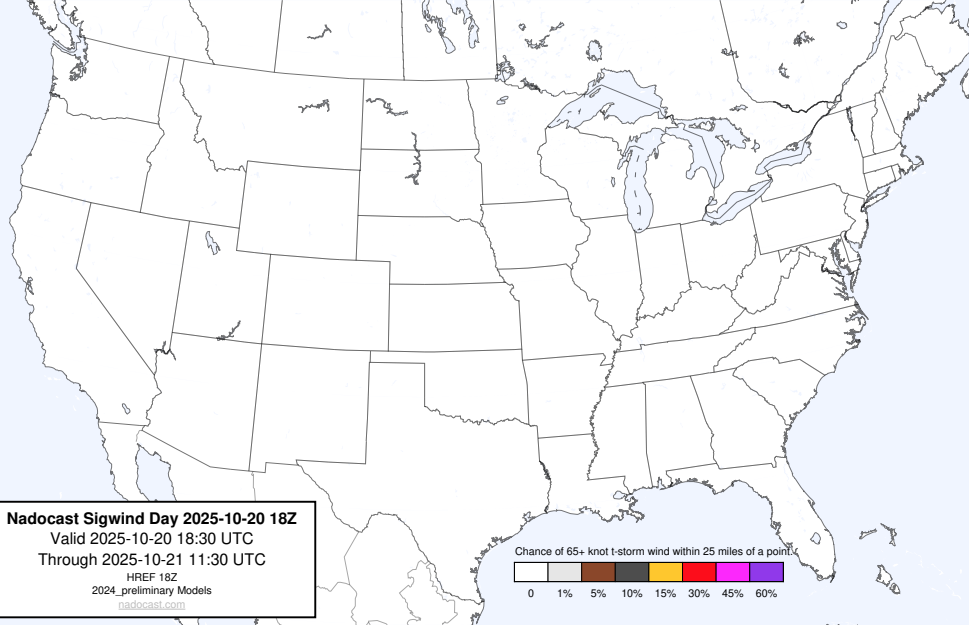 Nadocast Sigwind Day 2025-10-20 18Z
Valid 2025-10-20 18:30 UTC
Through 2025-10-21 11:30 UTC
HREF 18Z
2024_preliminary Models
nadocast.com
Chance of 65+ knot t-storm wind within 25 miles of a point.
0 1% 5% 10% 15% 30% 45% 60%